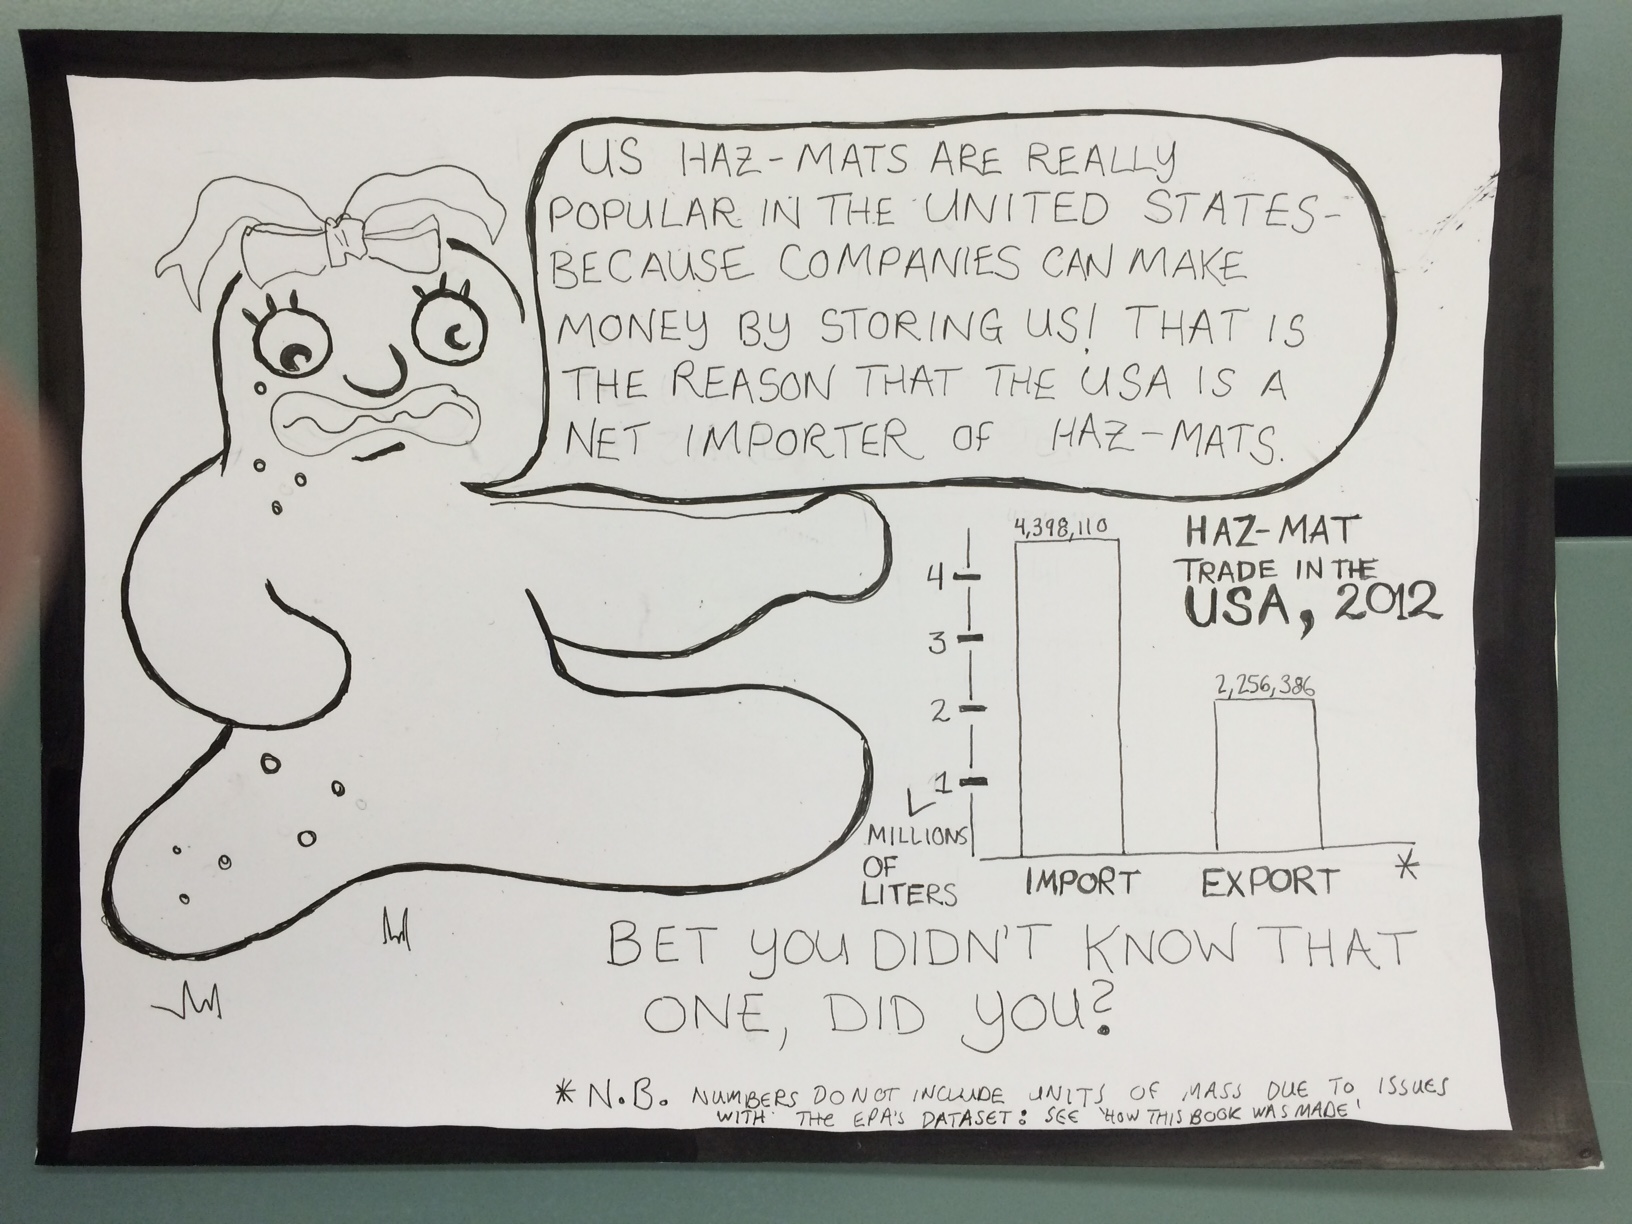 US HAZ-MATS ARE REALLY
POPULAR IN THE UNITED STATES-
BECAUSE COMPANIES CAN MAKE
MONEY BY STORING US! THAT IS
THE REASON THAT THE USA IS A
NET IMPORTER OF HAZ-MATS.
HAZ-MAT
TRADE IN THE
USA, 2012
4,398,110
2,256,386
4
3
2
1
MILLIONS
OF
LITERS
IMPORT EXPORT *
BET YOU DIDN'T KNOW THAT
ONE, DID YOU?
* N.B. NUMBERS DO NOT INCLUDE UNITS OF MASS DUE TO ISSUES
WITH THE EPA'S DATASET: SEE 'HOW THIS BOOK WAS MADE'